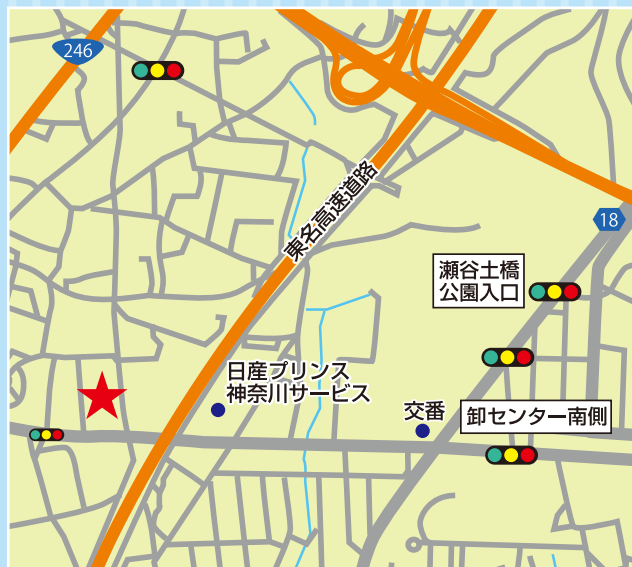 246
東名高速道路
18
瀬谷土橋
公園入口
日産プリンス
神奈川サービス
交番
卸センター南側